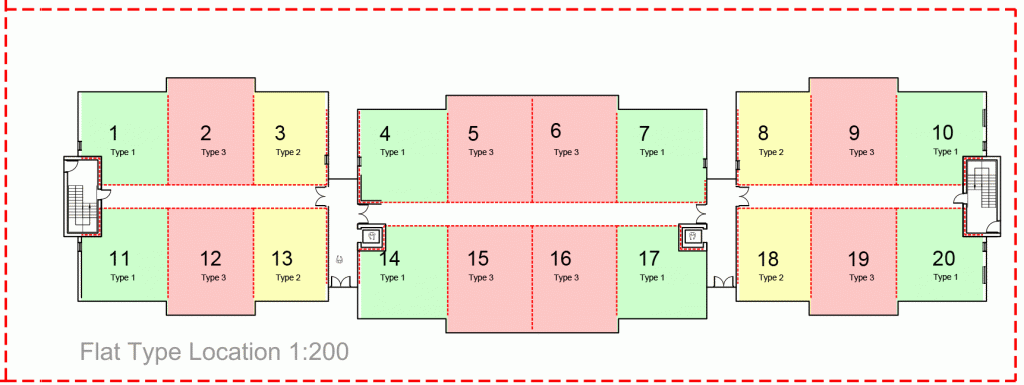 1 2 3 4 5 6 7 8 9 10
Type 1 Type 3 Type 2 Type 1 Type 3 Type 3 Type 1 Type 2 Type 3 Type 1
11 12 13 14 15 16 17 18 19 20
Type 1 Type 3 Type 2 Type 1 Type 3 Type 3 Type 1 Type 2 Type 3 Type 1
Flat Type Location 1:200